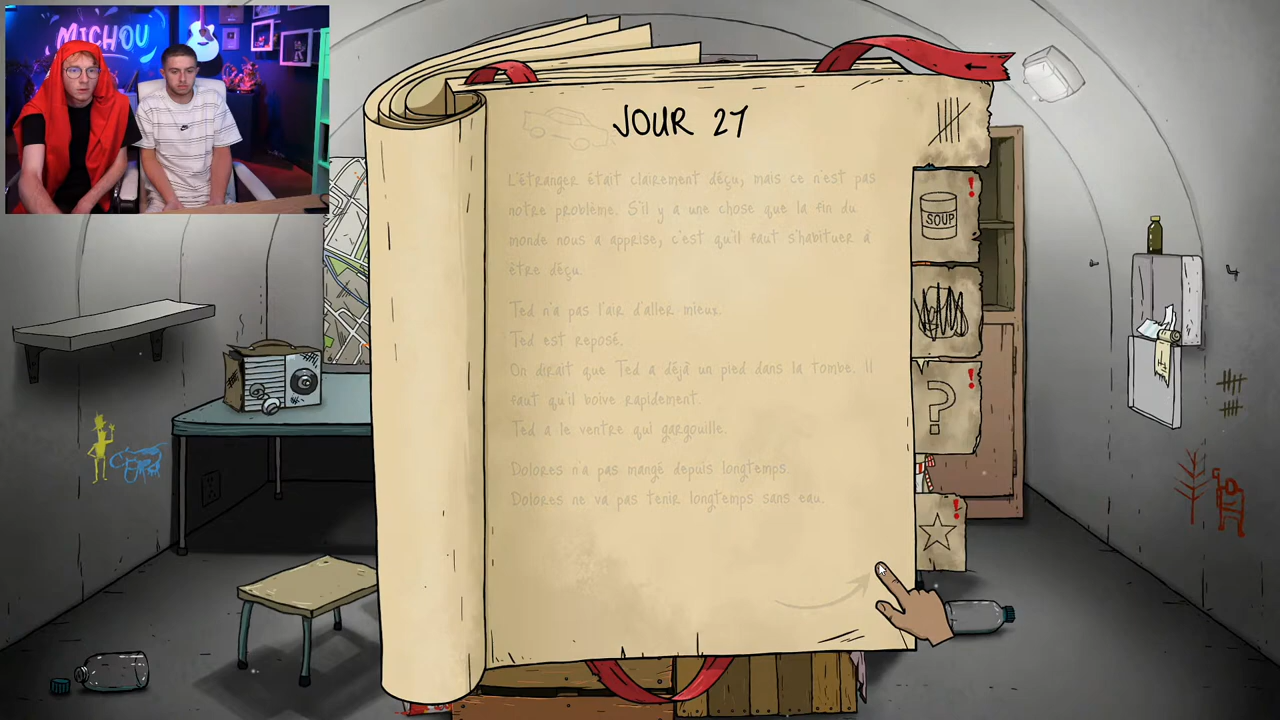 MICHOU
JOUR 27
L'étranger était clairement déçu, mais ce n'est pas
notre problème. S'il y a une chose que la fin du
monde nous a apprise, c'est qu'il faut s'habituer à
être déçu.
Ted n'a pas l'air d'aller mieux.
Ted est reposé.
On dirait que Ted a déjà un pied dans la tombe. Il
faut qu'il boive rapidement.
Ted a le ventre qui gargouille.
Dolores n'a pas mangé depuis longtemps.
Dolores ne va pas tenir longtemps sans eau.
!
SOUP
!
?
!